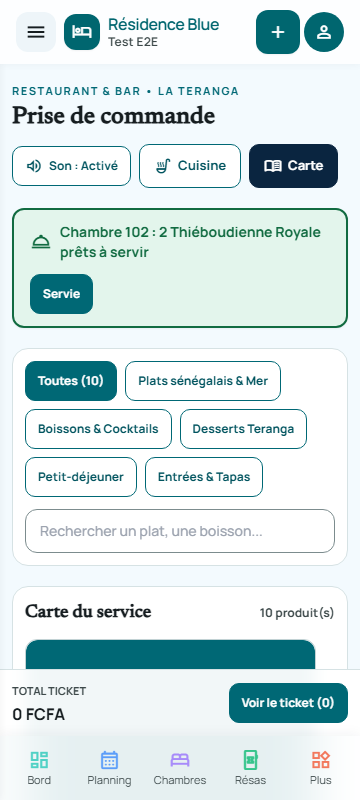 Résidence Blue
Test E2E
RESTAURANT & BAR • LA TERANGA
Prise de commande
Son : Activé
Cuisine
Carte
Chambre 102 : 2 Thiéboudienne Royale
prêts à servir
Servie
Toutes (10)
Plats sénégalais & Mer
Boissons & Cocktails
Desserts Teranga
Petit-déjeuner
Entrées & Tapas
Rechercher un plat, une boisson...
Carte du service
10 produit(s)
TOTAL TICKET
0 FCFA
Voir le ticket (0)
Bord
Planning
Chambres
Résas
Plus